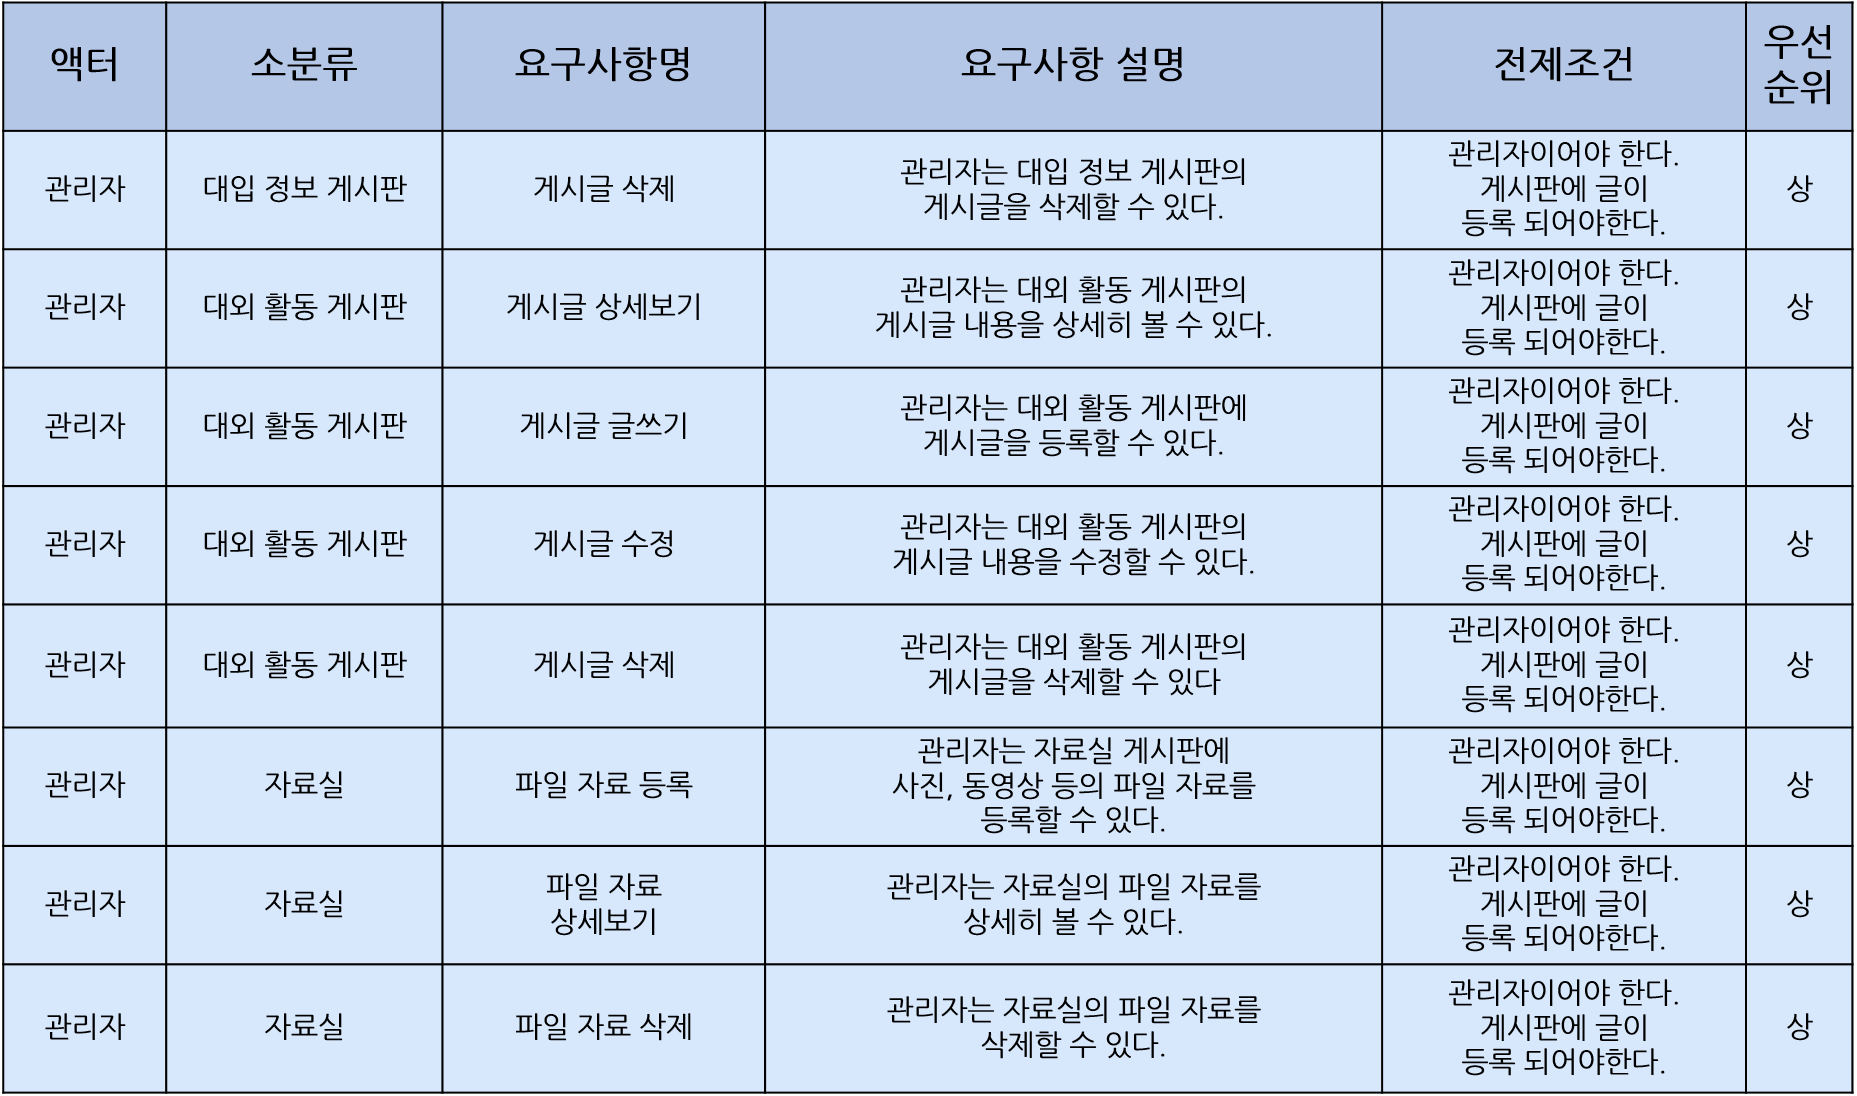 액터
소분류
요구사항명
요구사항 설명
전제조건
우선
순위
관리자
대입 정보 게시판
게시글 삭제
관리자는 대입 정보 게시판의
게시글을 삭제할 수 있다.
관리자이어야 한다.
게시판에 글이
등록 되어야한다.
상
관리자
대외 활동 게시판
게시글 상세보기
관리자는 대외 활동 게시판의
게시글 내용을 상세히 볼 수 있다.
관리자이어야 한다.
게시판에 글이
등록 되어야한다.
상
관리자
대외 활동 게시판
게시글 글쓰기
관리자는 대외 활동 게시판에
게시글을 등록할 수 있다.
관리자이어야 한다.
게시판에 글이
등록 되어야한다.
상
관리자
대외 활동 게시판
게시글 수정
관리자는 대외 활동 게시판의
게시글 내용을 수정할 수 있다.
관리자이어야 한다.
게시판에 글이
등록 되어야한다.
상
관리자
대외 활동 게시판
게시글 삭제
관리자는 대외 활동 게시판의
게시글을 삭제할 수 있다
관리자이어야 한다.
게시판에 글이
등록 되어야한다.
상
관리자
자료실
파일 자료 등록
관리자는 자료실 게시판에
사진, 동영상 등의 파일 자료를
등록할 수 있다.
관리자이어야 한다.
게시판에 글이
등록 되어야한다.
상
관리자
자료실
파일 자료
상세보기
관리자는 자료실의 파일 자료를
상세히 볼 수 있다.
관리자이어야 한다.
게시판에 글이
등록 되어야한다.
상
관리자
자료실
파일 자료 삭제
관리자는 자료실의 파일 자료를
삭제할 수 있다.
관리자이어야 한다.
게시판에 글이
등록 되어야한다.
상